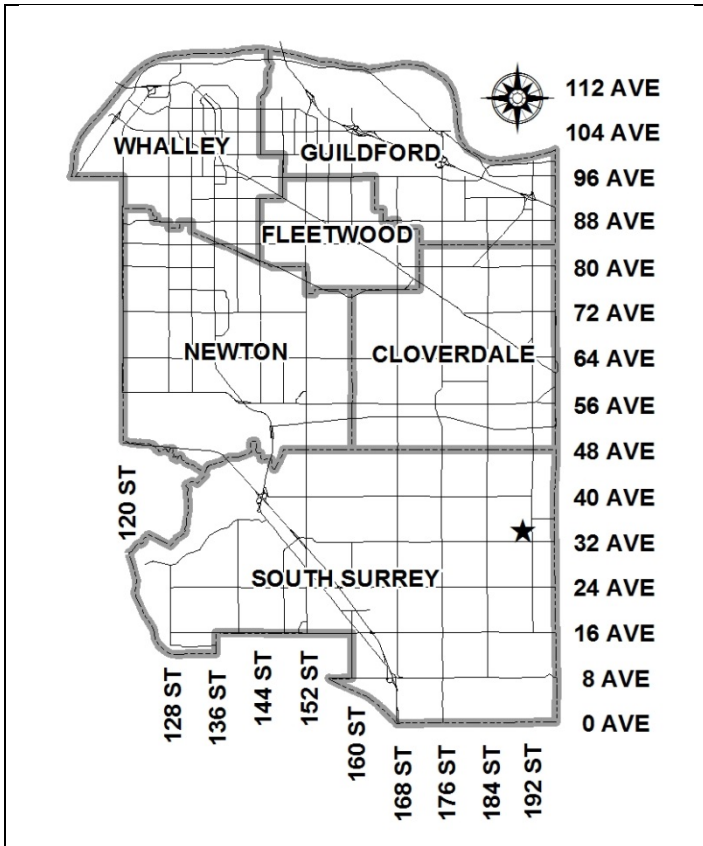 112 AVE
104 AVE
WHALLEY
GUILDFORD
96 AVE
88 AVE
FLEETWOOD
80 AVE
72 AVE
NEWTON
CLOVERDALE
64 AVE
56 AVE
48 AVE
120 ST
40 AVE
32 AVE
SOUTH SURREY
24 AVE
16 AVE
128 ST
136 ST
144 ST
152 ST
160 ST
8 AVE
0 AVE
168 ST
176 ST
184 ST
192 ST